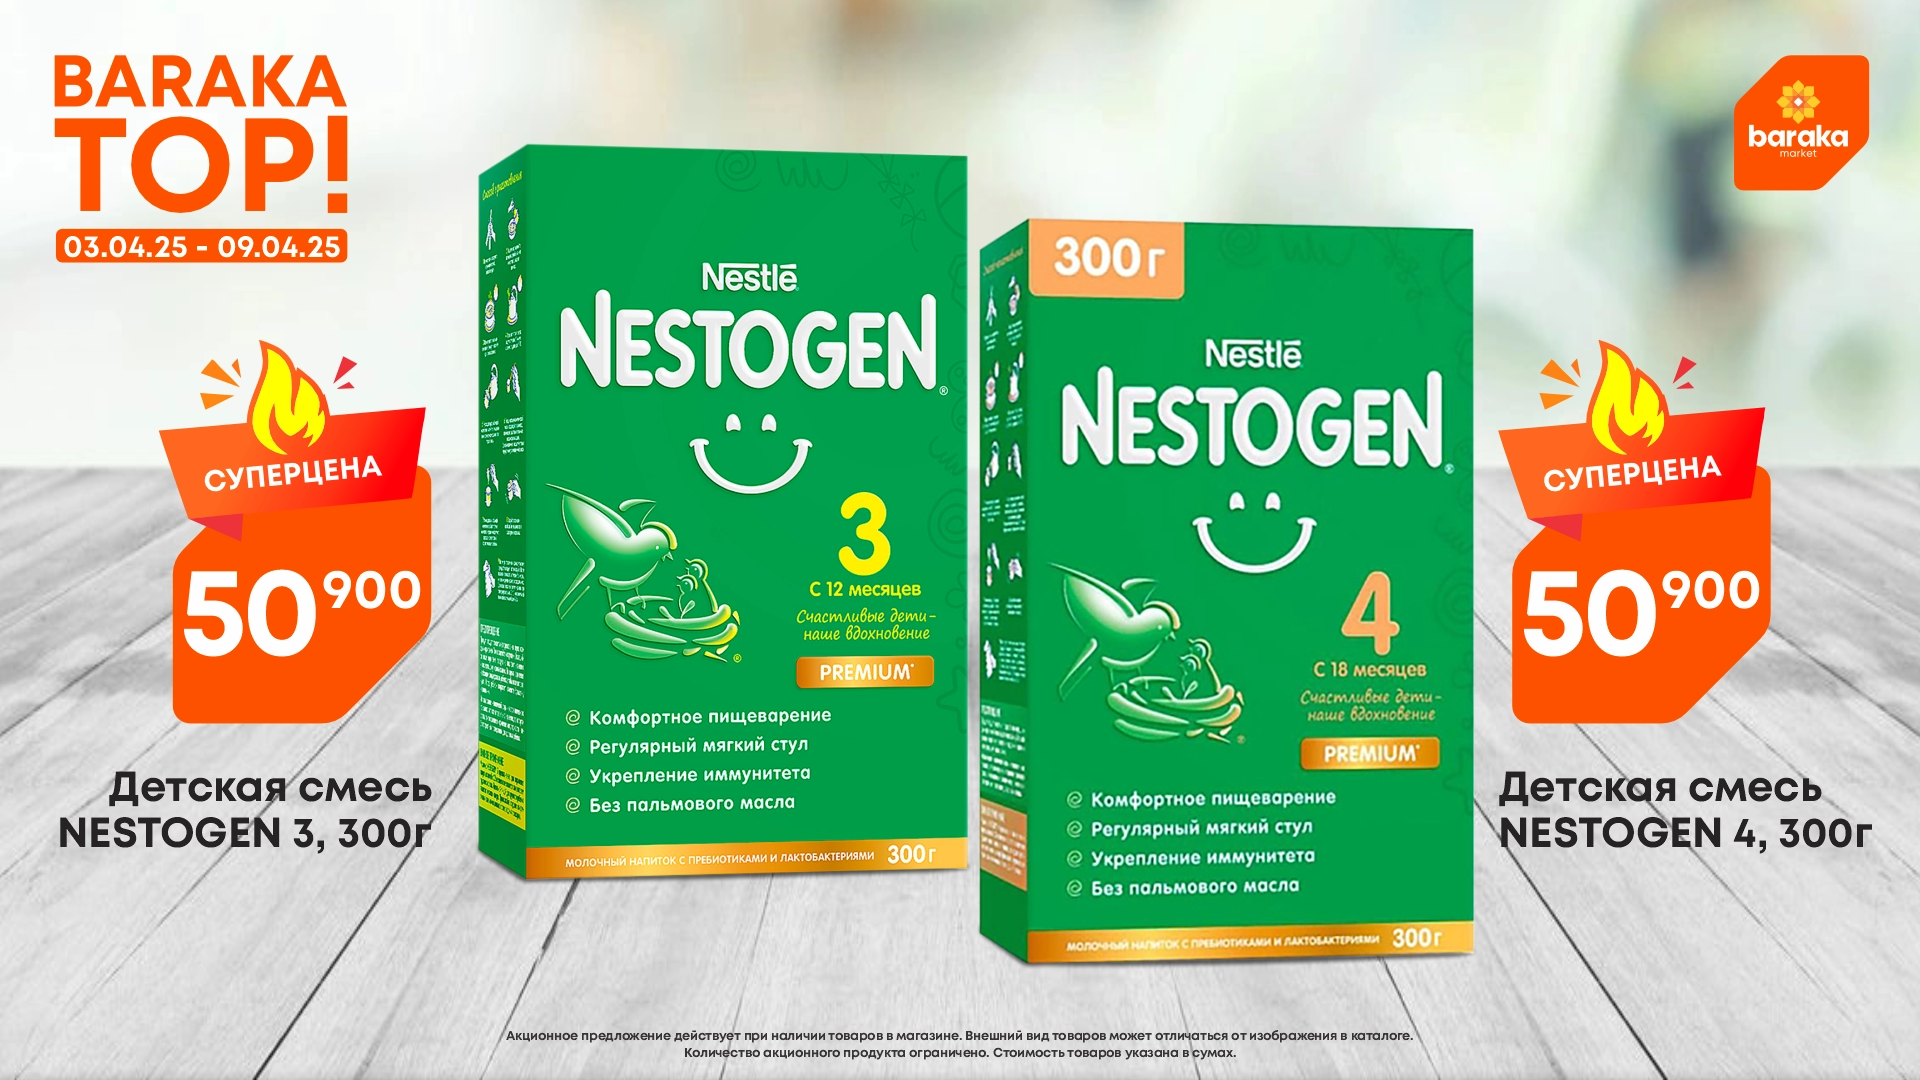 BARAKA
TOP!
03.04.25 - 09.04.25
baraka
market
Nestlé
NESTOGEN®
3
С 12 месяцев
Счастливые дети –
наше вдохновение
PREMIUM*
Комфортное пищеварение
Регулярный мягкий стул
Укрепление иммунитета
Без пальмового масла
МОЛОЧНЫЙ НАПИТОК С ПРЕБИОТИКАМИ И ЛАКТОБАКТЕРИЯМИ 300 г
300 г
Nestlé
NESTOGEN®
4
С 18 месяцев
Счастливые дети –
наше вдохновение
PREMIUM*
Комфортное пищеварение
Регулярный мягкий стул
Укрепление иммунитета
Без пальмового масла
МОЛОЧНЫЙ НАПИТОК С ПРЕБИОТИКАМИ И ЛАКТОБАКТЕРИЯМИ 300 г
СУПЕРЦЕНА
50 900
Детская смесь
NESTOGEN 3, 300г
СУПЕРЦЕНА
50 900
Детская смесь
NESTOGEN 4, 300г
Акционное предложение действует при наличии товаров в магазине. Внешний вид товаров может отличаться от изображения в каталоге.
Количество акционного продукта ограничено. Стоимость товаров указана в сумах.